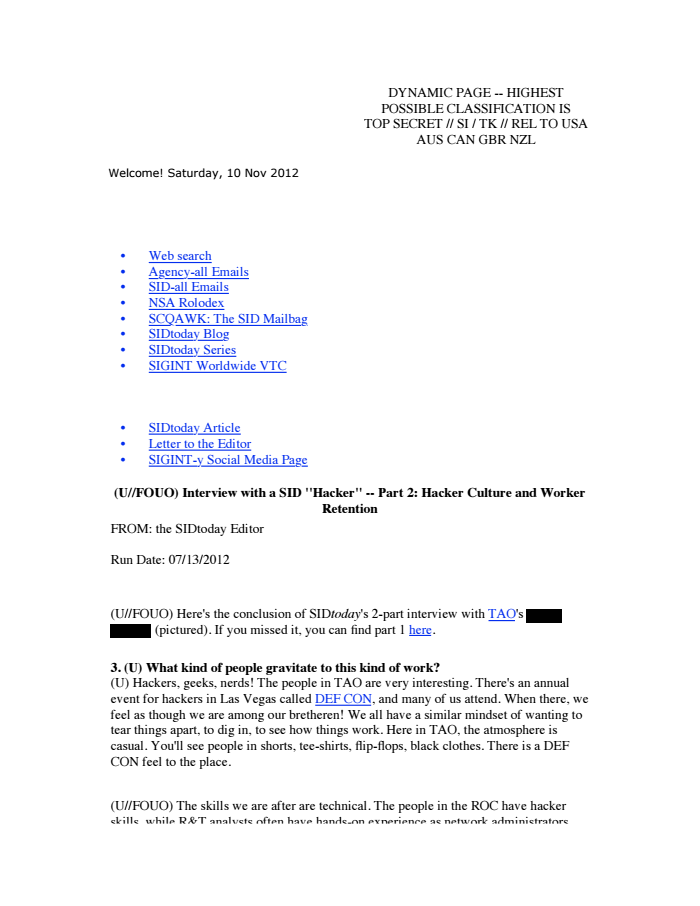 DYNAMIC PAGE -- HIGHEST
POSSIBLE CLASSIFICATION IS
TOP SECRET // SI / TK // REL TO USA
AUS CAN GBR NZL
Welcome! Saturday, 10 Nov 2012
• Web search
• Agency-all Emails
• SID-all Emails
• NSA Rolodex
• SCQAWK: The SID Mailbag
• SIDtoday Blog
• SIDtoday Series
• SIGINT Worldwide VTC
• SIDtoday Article
• Letter to the Editor
• SIGINT-y Social Media Page
(U//FOUO) Interview with a SID "Hacker" -- Part 2: Hacker Culture and Worker
Retention
FROM: the SIDtoday Editor
Run Date: 07/13/2012
(U//FOUO) Here's the conclusion of SIDtoday's 2-part interview with TAO's
(pictured). If you missed it, you can find part 1 here.
3. (U) What kind of people gravitate to this kind of work?
(U) Hackers, geeks, nerds! The people in TAO are very interesting. There's an annual
event for hackers in Las Vegas called DEF CON, and many of us attend. When there, we
feel as though we are among our bretheren! We all have a similar mindset of wanting to
tear things apart, to dig in, to see how things work. Here in TAO, the atmosphere is
casual. You'll see people in shorts, tee-shirts, flip-flops, black clothes. There is a DEF
CON feel to the place.
(U//FOUO) The skills we are after are technical. The people in the ROC have hacker
skills, while R&T analysts often have hands-on experience as network administrators